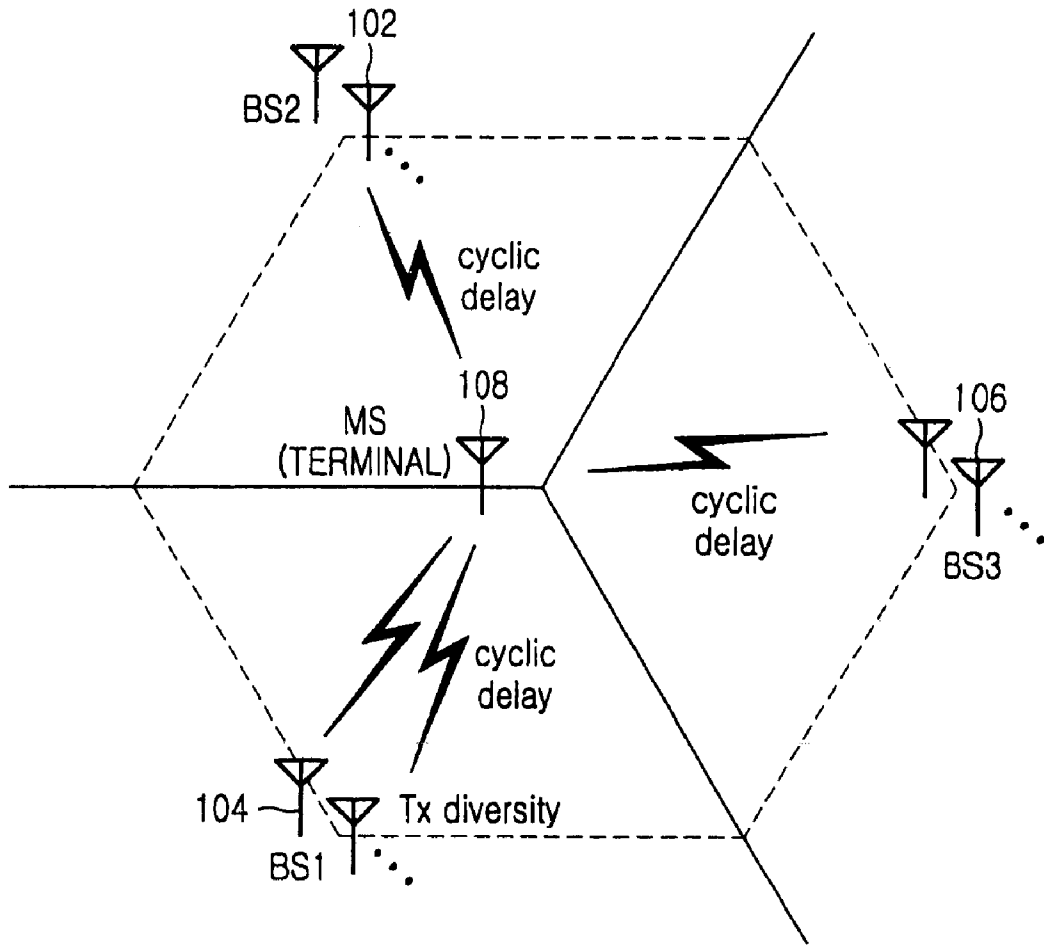 102
BS2
cyclic
delay
108
MS
(TERMINAL)
106
cyclic
delay
BS3
cyclic
delay
104
Tx diversity
BS1